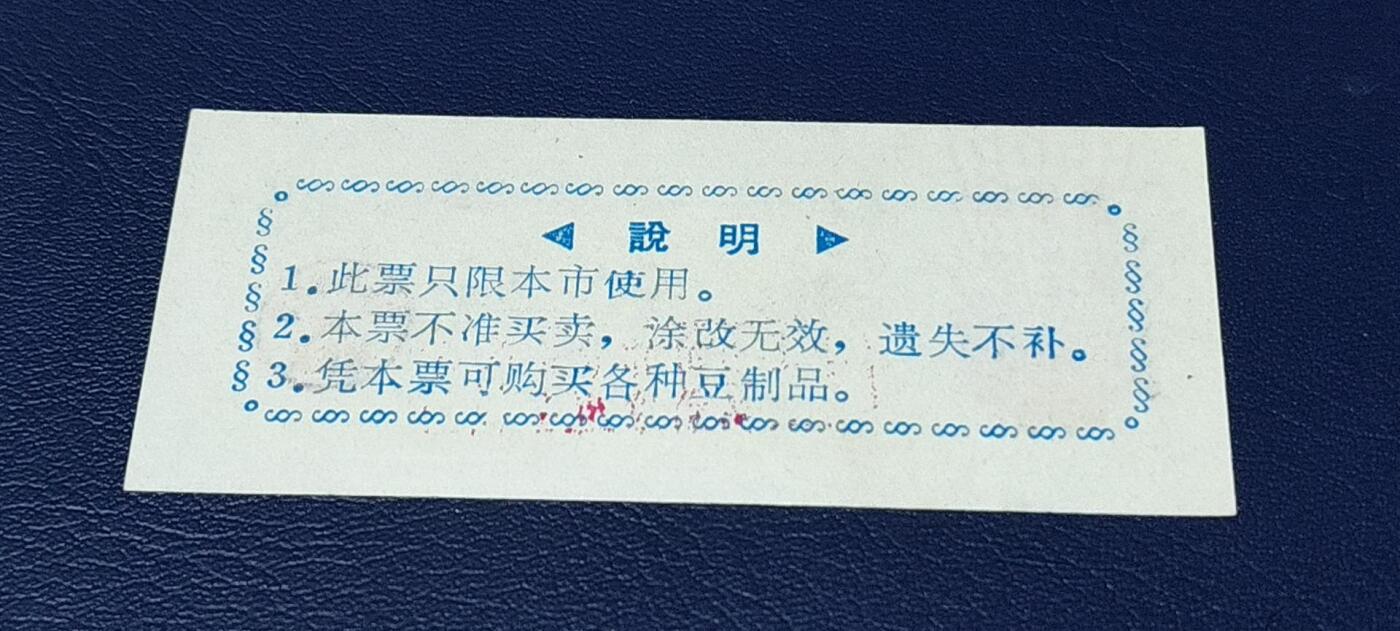 說 明
1.此票只限本市使用。
2.本票不准买卖，涂改无效，遗失不补。
3.凭本票可购买各种豆制品。